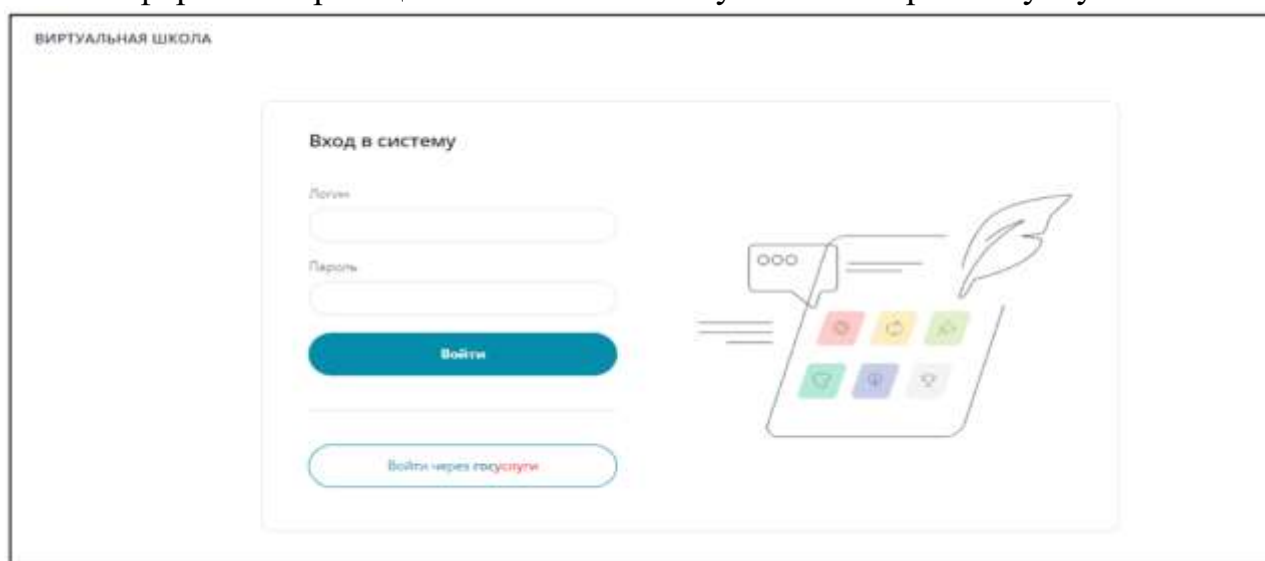 ВИРТУАЛЬНАЯ ШКОЛА
Вход в систему
Логин
Пароль
Войти
Войти через госуслуги